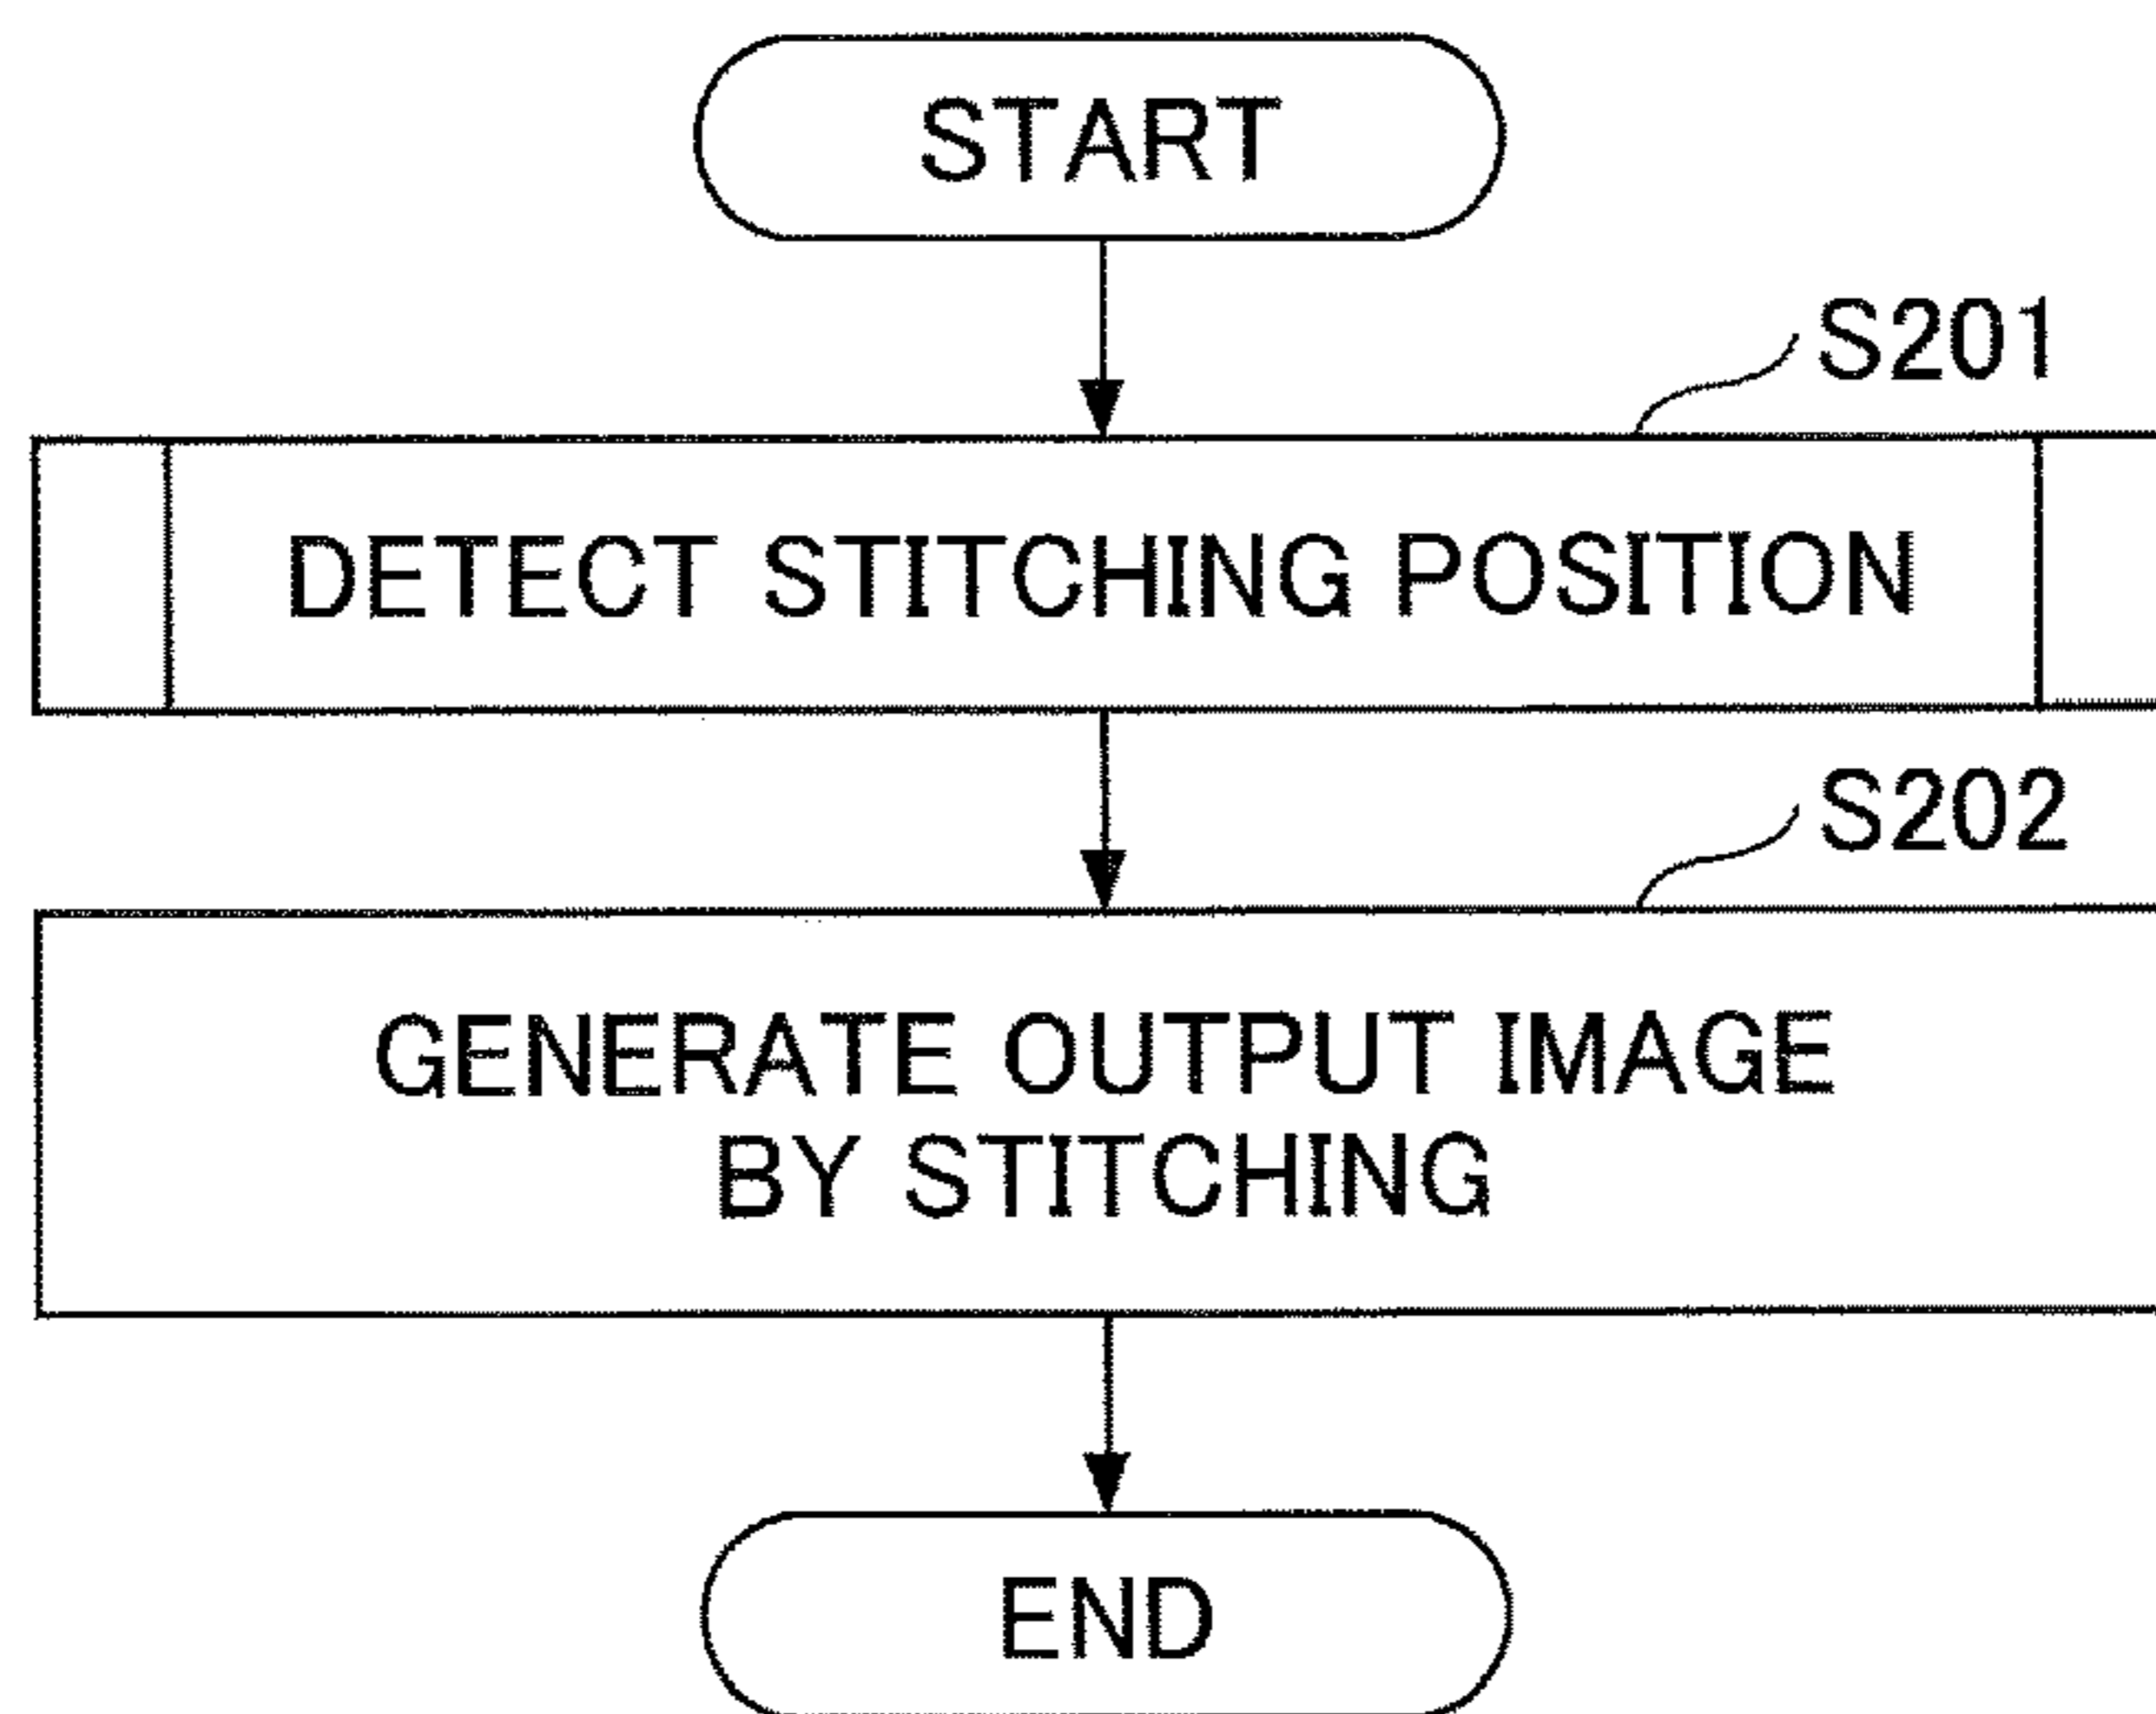 START
S201
DETECT STITCHING POSITION
S202
GENERATE OUTPUT IMAGE
BY STITCHING
END